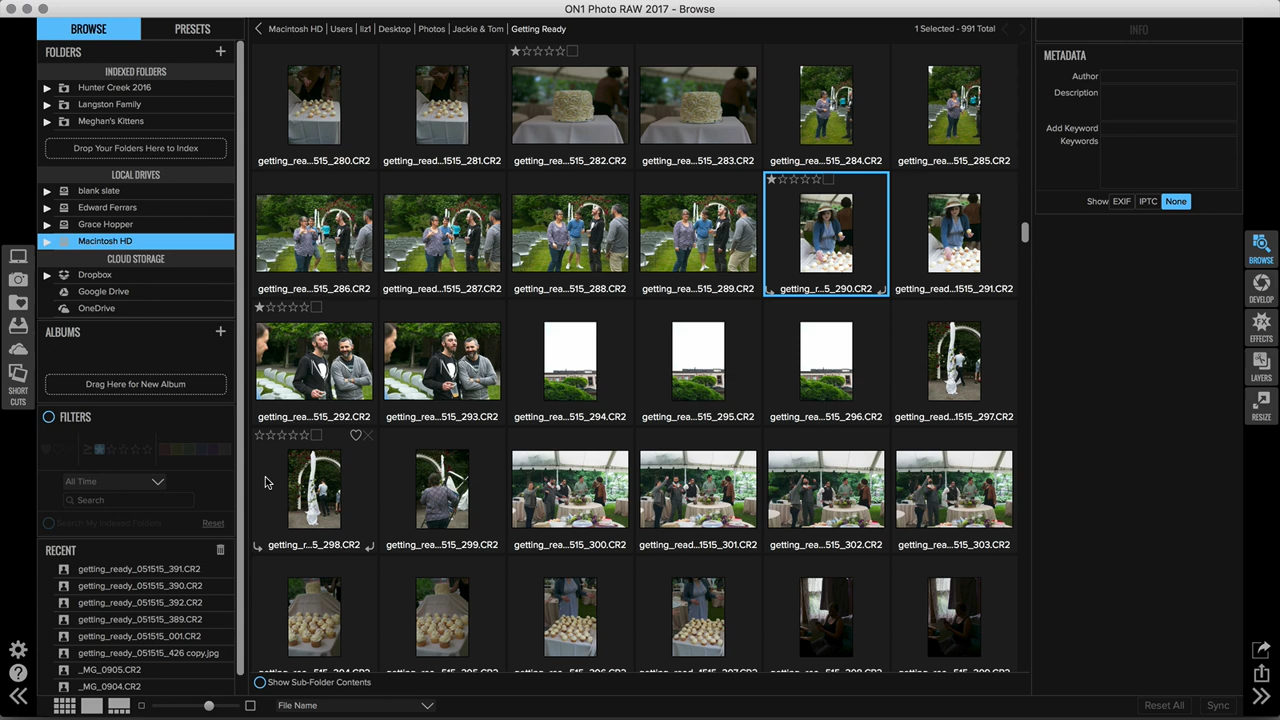 ON1 Photo RAW 2017 - Browse
BROWSE PRESETS
Macintosh HD Users liz1 Desktop Photos Jackie & Tom Getting Ready
1 Selected - 991 Total
INFO
FOLDERS
INDEXED FOLDERS
Hunter Creek 2016
Langston Family
Meghan's Kittens
Drop Your Folders Here to Index
LOCAL DRIVES
blank slate
Edward Ferrars
Grace Hopper
Macintosh HD
CLOUD STORAGE
Dropbox
Google Drive
OneDrive
ALBUMS
Drag Here for New Album
FILTERS
All Time
Search
Search My Indexed Folders Reset
RECENT
getting_ready_051515_391.CR2
getting_ready_051515_390.CR2
getting_ready_051515_392.CR2
getting_ready_051515_389.CR2
getting_ready_051515_001.CR2
getting_ready_051515_426 copy.jpg
_MG_0905.CR2
_MG_0904.CR2
SHORT
CUTS
getting_rea...515_280.CR2 getting_read...1515_281.CR2 getting_rea...515_282.CR2 getting_rea...515_283.CR2 getting_rea...515_284.CR2 getting_rea...515_285.CR2
getting_rea...515_286.CR2 getting_read...1515_287.CR2 getting_rea...515_288.CR2 getting_rea...515_289.CR2 getting_r...5_290.CR2 getting_read...1515_291.CR2
getting_rea...515_292.CR2 getting_rea...515_293.CR2 getting_rea...515_294.CR2 getting_rea...515_295.CR2 getting_rea...515_296.CR2 getting_read...1515_297.CR2
getting_r...5_298.CR2 getting_rea...515_299.CR2 getting_rea...515_300.CR2 getting_read...1515_301.CR2 getting_rea...515_302.CR2 getting_rea...515_303.CR2
Show Sub-Folder Contents
File Name
METADATA
Author
Description
Add Keyword
Keywords
Show EXIF IPTC None
BROWSE
DEVELOP
FX
EFFECTS
LAYERS
RESIZE
Reset All Sync